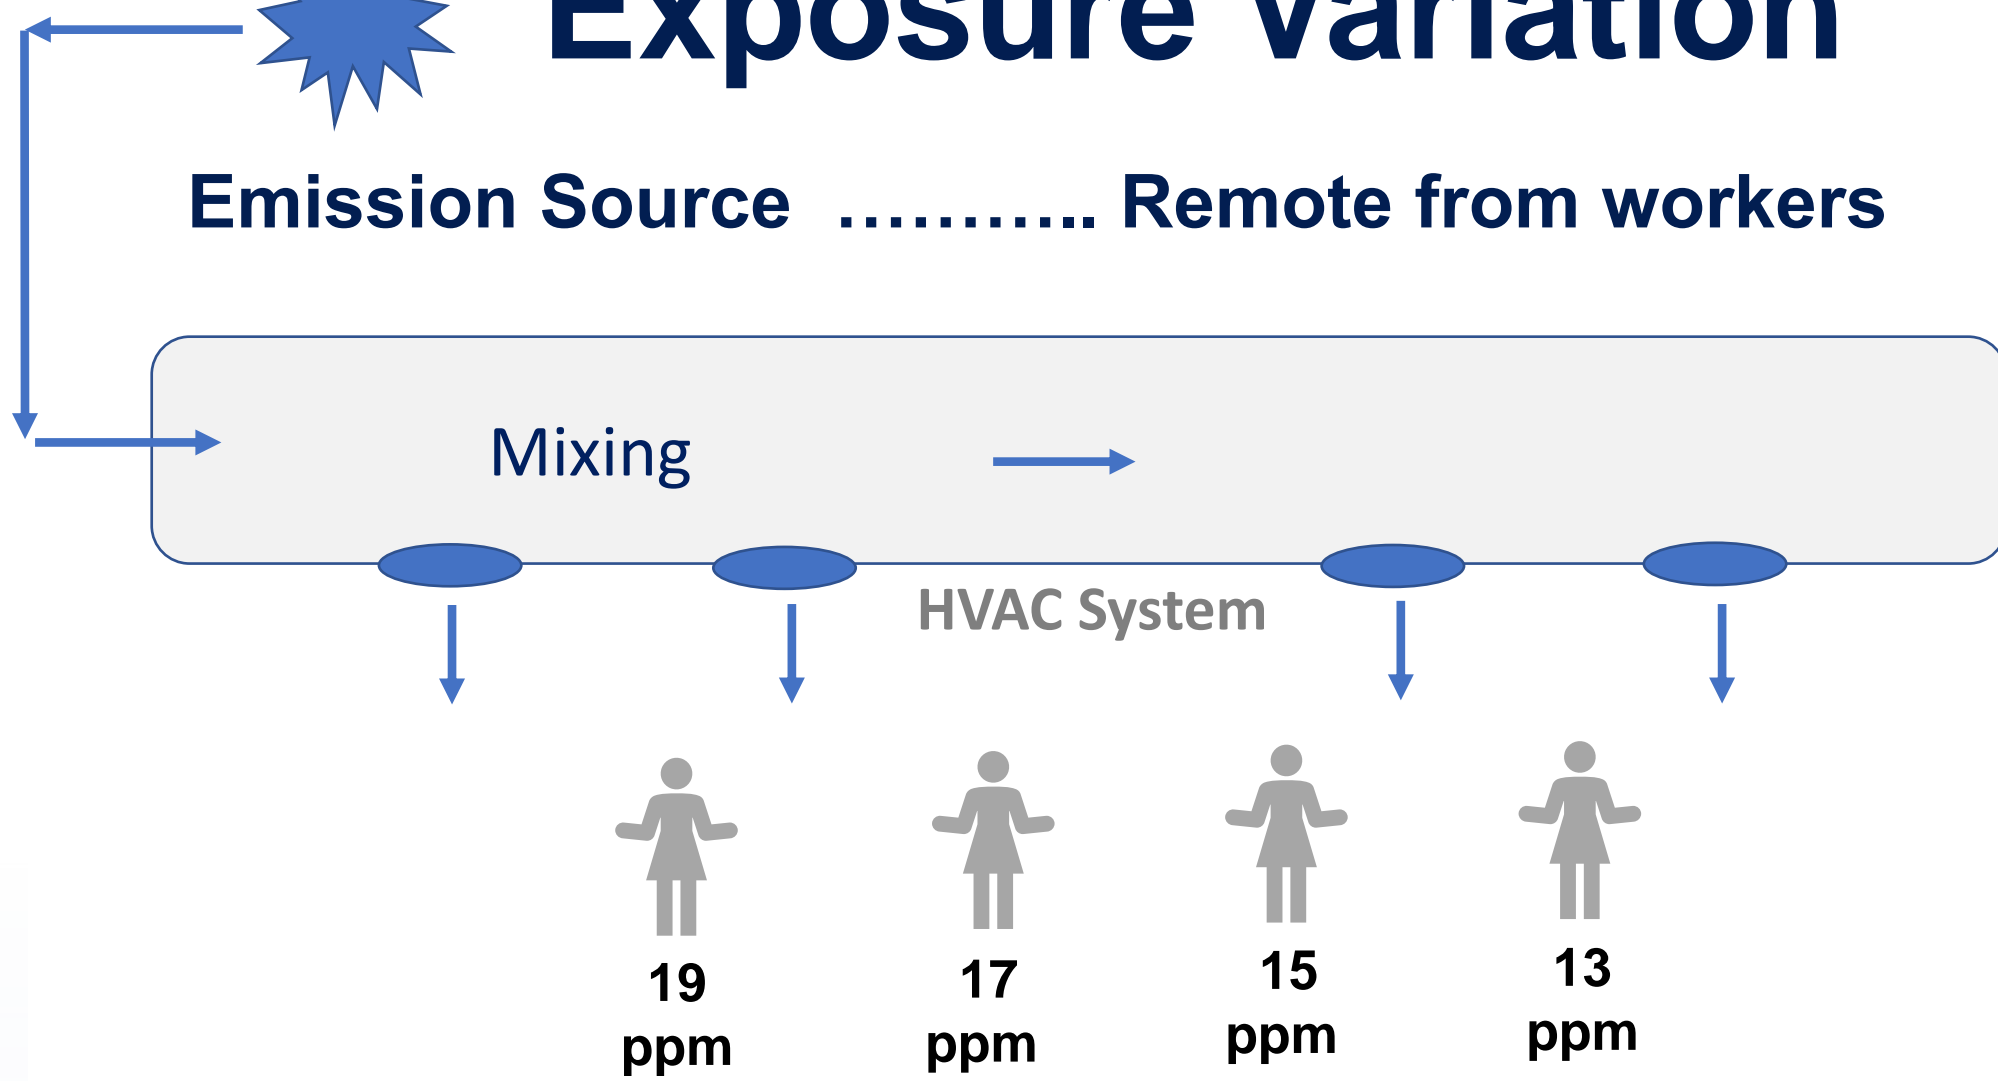 Exposure Variation
Emission Source ……….. Remote from workers
Mixing
HVAC System
19
ppm
17
ppm
15
ppm
13
ppm